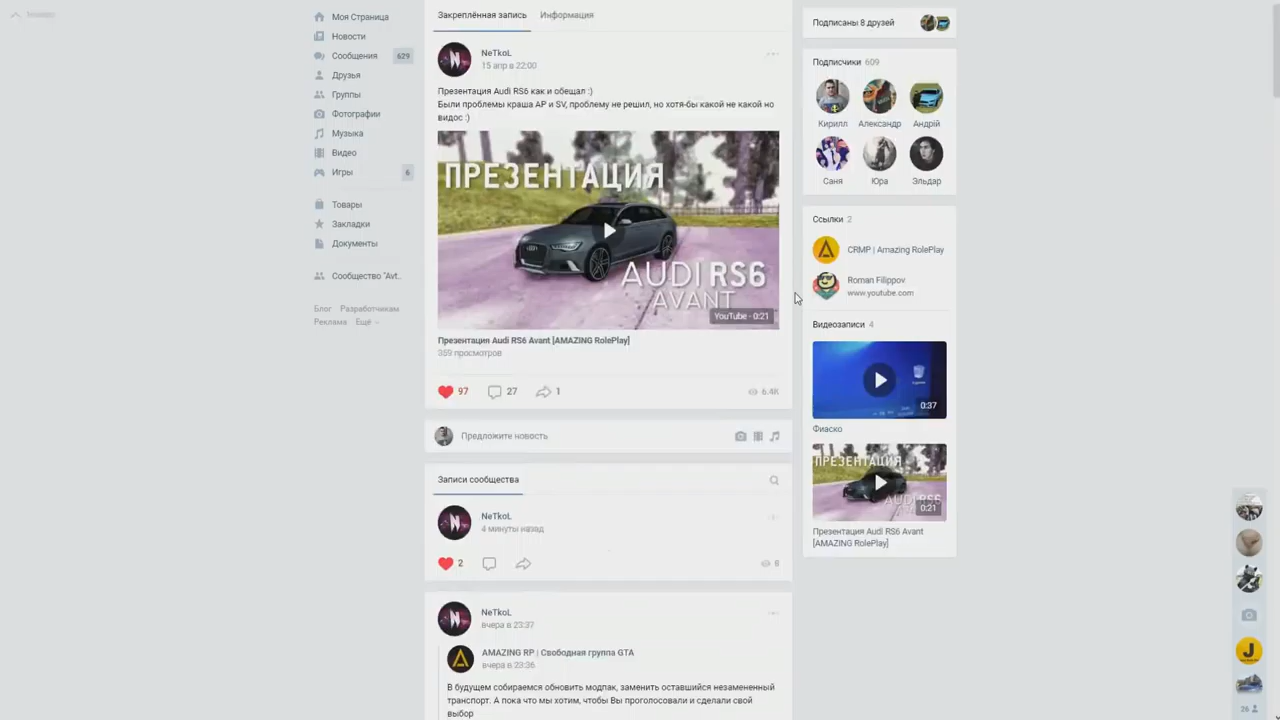 Моя Страница
Новости
Сообщения 629
Друзья
Группы
Фотографии
Музыка
Видео
Игры 6
Товары
Закладки
Документы
Сообщество "Avt..
Блог Разработчикам
Реклама Ещё
Закреплённая запись Информация
NeTkoL
15 апр в 22:00
Презентация Audi RS6 как и обещал :)
Были проблемы краша AP и SV, проблему не решил, но хотя-бы какой не какой но
видос :)
ПРЕЗЕНТАЦИЯ
AUDI RS6
AVANT
YouTube - 0:21
Презентация Audi RS6 Avant [AMAZING RolePlay]
359 просмотров
97 27 1 6.4K
Предложите новость
Записи сообщества
NeTkoL
4 минуты назад
2 8
NeTkoL
вчера в 23:37
AMAZING RP | Свободная группа GTA
вчера в 23:36
В будущем собираемся обновить модпак, заменить оставшийся незамененный
транспорт. А пока что мы хотим, чтобы Вы проголосовали и сделали свой
выбор
Подписаны 8 друзей
Подписчики 609
Кирилл Александр Андрій
Саня Юра Эльдар
Ссылки 2
CRMP | Amazing RolePlay
Roman Filippov
www.youtube.com
Видеозаписи 4
0:37
Фиаско
ПРЕЗЕНТАЦИЯ
AUDI RS6
0:21
Презентация Audi RS6 Avant
[AMAZING RolePlay]
J
26